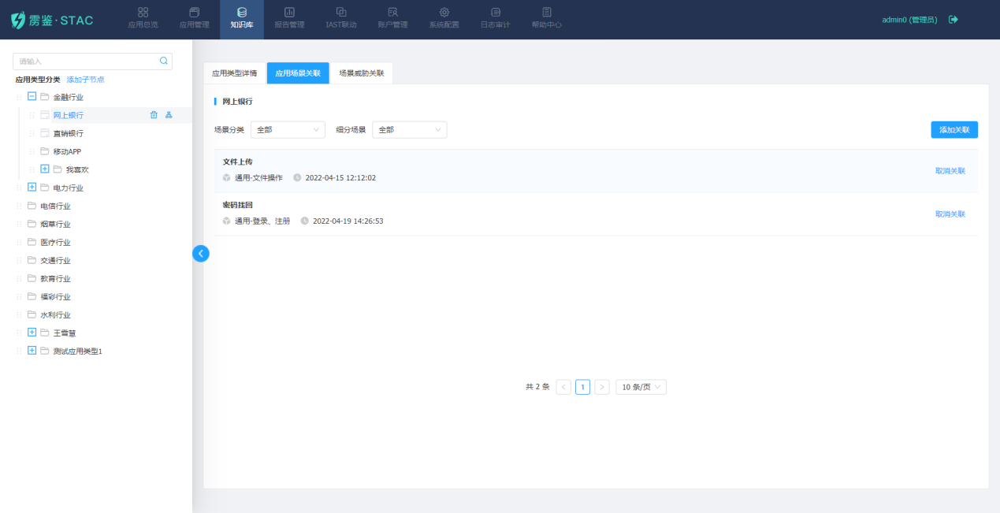 雳鉴·STAC
应用总览
应用管理
知识库
报告管理
IAST联动
账户管理
系统配置
日志审计
帮助中心
admin0 (管理员)
请输入
应用类型分类 添加子节点
金融行业
网上银行
直销银行
移动APP
我喜欢
电力行业
电信行业
烟草行业
医疗行业
交通行业
教育行业
福彩行业
水利行业
王雪慧
测试应用类型1
应用类型详情 应用场景关联 场景威胁关联
网上银行
场景分类 全部 细分场景 全部 添加关联
文件上传
通用-文件操作 2022-04-15 12:12:02
取消关联
密码找回
通用-登录、注册 2022-04-19 14:26:53
取消关联
共 2 条 < 1 > 10 条/页